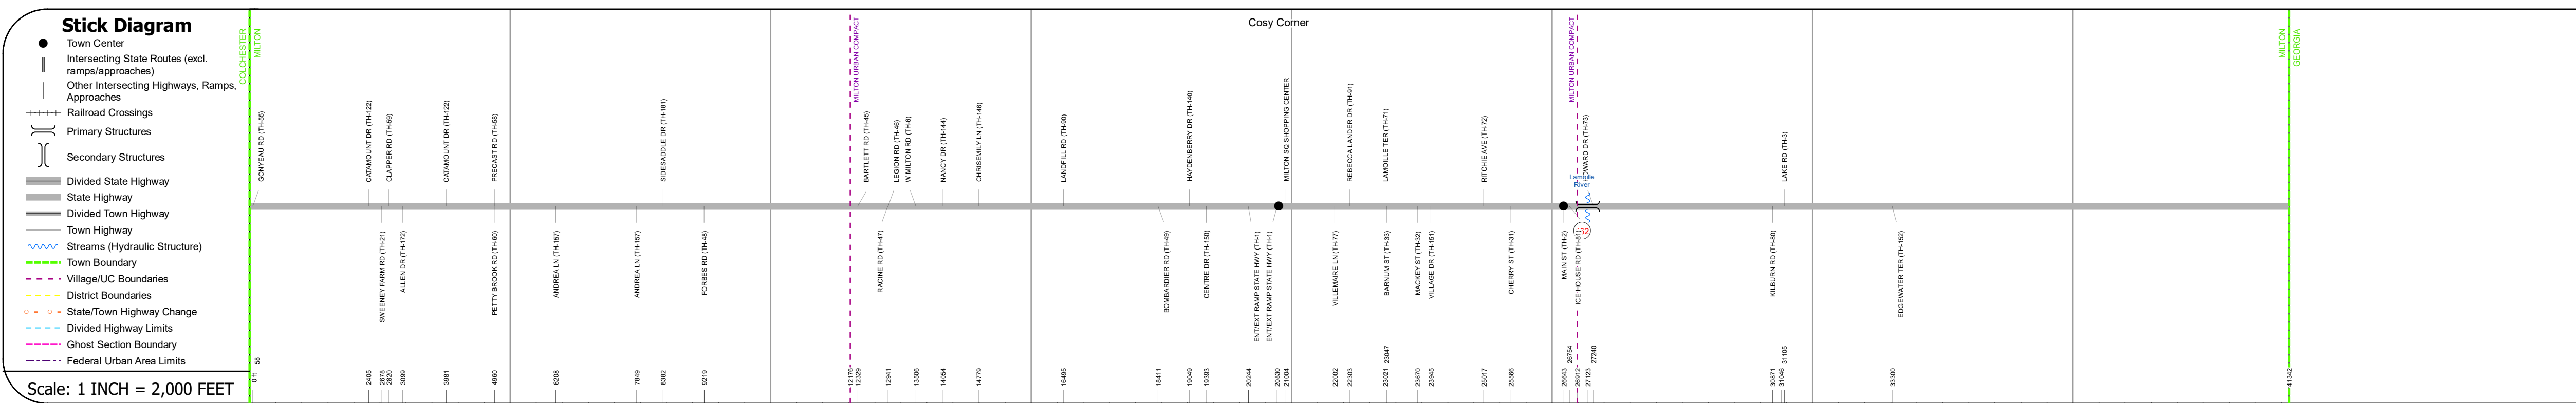 Stick Diagram
Town Center
Intersecting State Routes (excl.
ramps/approaches)
Other Intersecting Highways, Ramps,
Approaches
Railroad Crossings
Primary Structures
Secondary Structures
Divided State Highway
State Highway
Divided Town Highway
Town Highway
Streams (Hydraulic Structure)
Town Boundary
Village/UC Boundaries
District Boundaries
State/Town Highway Change
Divided Highway Limits
Ghost Section Boundary
Federal Urban Area Limits
Scale: 1 INCH = 2,000 FEET
COLCHESTER
MILTON
MILTON URBAN COMPACT
Cosy Corner
MILTON URBAN COMPACT
MILTON
GEORGIA
GONYEAU RD (TH-55)
CATAMOUNT DR (TH-122)
CLAPPER RD (TH-59)
CATAMOUNT DR (TH-122)
PRECAST RD (TH-58)
SIDESADDLE DR (TH-181)
BARTLETT RD (TH-45)
LEGION RD (TH-46)
W MILTON RD (TH-6)
NANCY DR (TH-144)
CHRISEMILY LN (TH-146)
LANDFILL RD (TH-90)
HAYDENBERRY DR (TH-140)
MILTON SQ SHOPPING CENTER
REBECCA LANDER DR (TH-91)
LAMOILLE TER (TH-71)
RITCHIE AVE (TH-72)
HOWARD DR (TH-73)
Lamoille
River
LAKE RD (TH-3)
SWEENEY FARM RD (TH-21)
ALLEN DR (TH-172)
PETTY BROOK RD (TH-60)
ANDREA LN (TH-157)
ANDREA LN (TH-157)
FORBES RD (TH-48)
RACINE RD (TH-47)
BOMBARDIER RD (TH-49)
CENTRE DR (TH-150)
ENT/EXT RAMP STATE HWY (TH-1)
ENT/EXT RAMP STATE HWY (TH-1)
VILLEMAIRE LN (TH-77)
BARNUM ST (TH-33)
MACKEY ST (TH-32)
VILLAGE DR (TH-151)
CHERRY ST (TH-31)
MAIN ST (TH-2)
ICE HOUSE RD (TH-81)
KILBURN RD (TH-80)
EDGEWATER TER (TH-152)
0 ft
58
2405
2678
2820
3099
3981
4960
6208
7849
8382
9219
12176
12329
12941
13506
14054
14779
16495
18411
19049
19393
20244
20830
21004
22002
22303
23021
23047
23670
23945
25017
25566
26643
26754
26912
27123
27240
30871
31046
31105
33300
41342